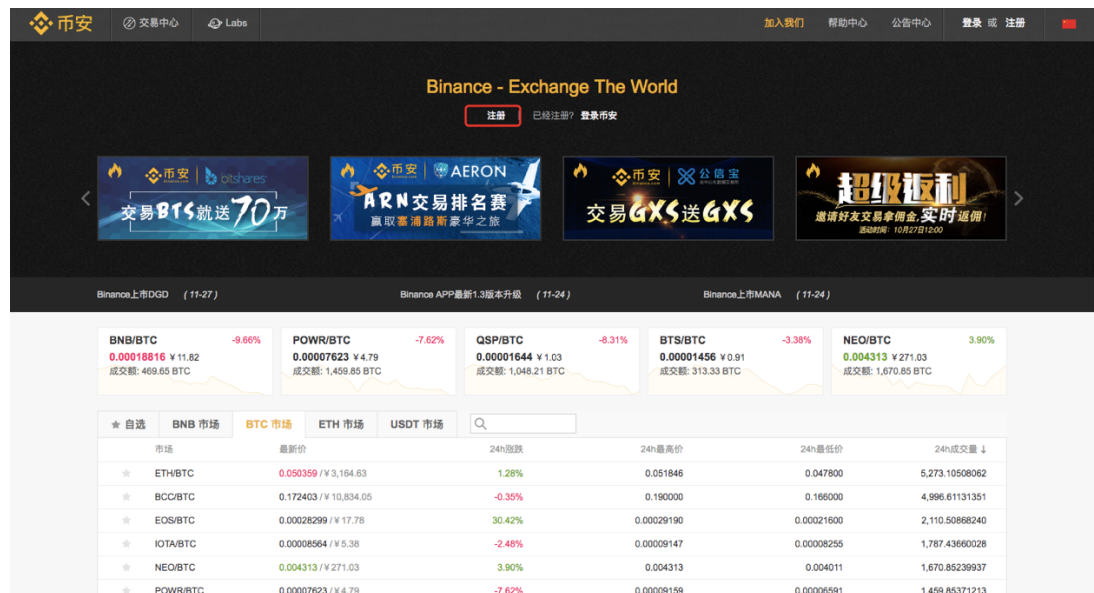 币安 交易中心 Labs 加入我们 帮助中心 公告中心 登录 或 注册
Binance - Exchange The World
注册 已经注册? 登录币安
币安 bitshares
交易BTS就送70万
币安 AERON
ARN交易排名赛
赢取塞浦路斯豪华之旅
币安 公信宝
交易GXS送GXS
超级返利
邀请好友交易拿佣金,实时返佣!
活动时间: 10月27日12:00
Binance上市DGD (11-27) Binance APP最新1.3版本升级 (11-24) Binance上市MANA (11-24)
BNB/BTC -9.66%
0.00018816 ¥11.82
成交额: 469.65 BTC
POWR/BTC -7.62%
0.00007623 ¥4.79
成交额: 1,459.85 BTC
QSP/BTC -8.31%
0.00001644 ¥1.03
成交额: 1,048.21 BTC
BTS/BTC -3.38%
0.00001456 ¥0.91
成交额: 313.33 BTC
NEO/BTC 3.90%
0.004313 ¥271.03
成交额: 1,670.85 BTC
自选 BNB 市场 BTC 市场 ETH 市场 USDT 市场
市场 最新价 24h涨跌 24h最高价 24h最低价 24h成交量↓
ETH/BTC 0.050359 / ¥3,164.63 1.28% 0.051846 0.047800 5,273.10508062
BCC/BTC 0.172403 / ¥10,834.05 -0.35% 0.190000 0.166000 4,996.61131351
EOS/BTC 0.00028299 / ¥17.78 30.42% 0.00029190 0.00021600 2,110.50868240
IOTA/BTC 0.00008564 / ¥5.38 -2.48% 0.00009147 0.00008255 1,787.43660028
NEO/BTC 0.004313 / ¥271.03 3.90% 0.004313 0.004011 1,670.85239937
POWR/BTC 0.00007623 / ¥4.79 -7.62% 0.00009159 0.00006591 1,459.85371213